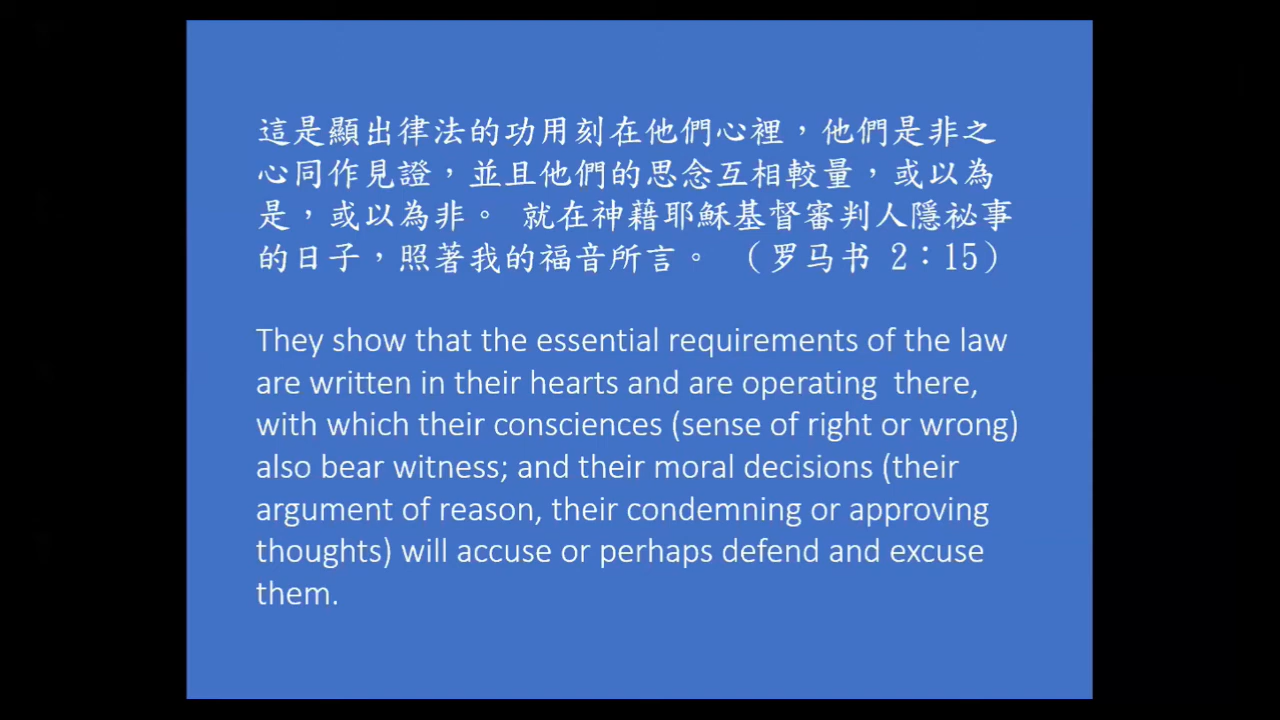 這是顯出律法的功用刻在他們心裡，他們是非之
心同作見證，並且他們的思念互相較量，或以為
是，或以為非。 就在神藉耶穌基督審判人隱祕事
的日子，照著我的福音所言。 （罗马书 2：15）
They show that the essential requirements of the law
are written in their hearts and are operating  there,
with which their consciences (sense of right or wrong)
also bear witness; and their moral decisions (their
argument of reason, their condemning or approving
thoughts) will accuse or perhaps defend and excuse
them.